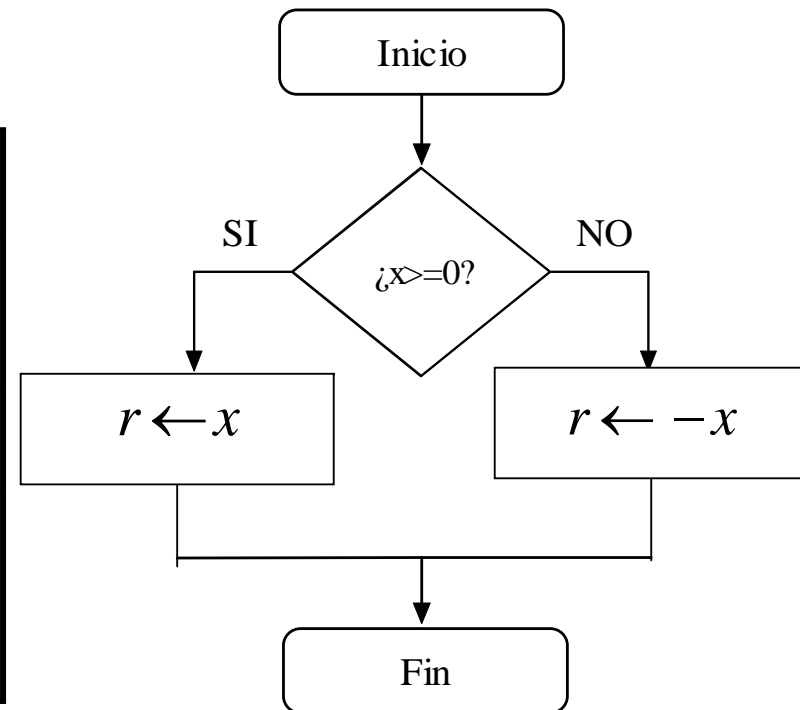 Inicio
SI
NO
¿x>=0?
r ← x
r ← −x
Fin